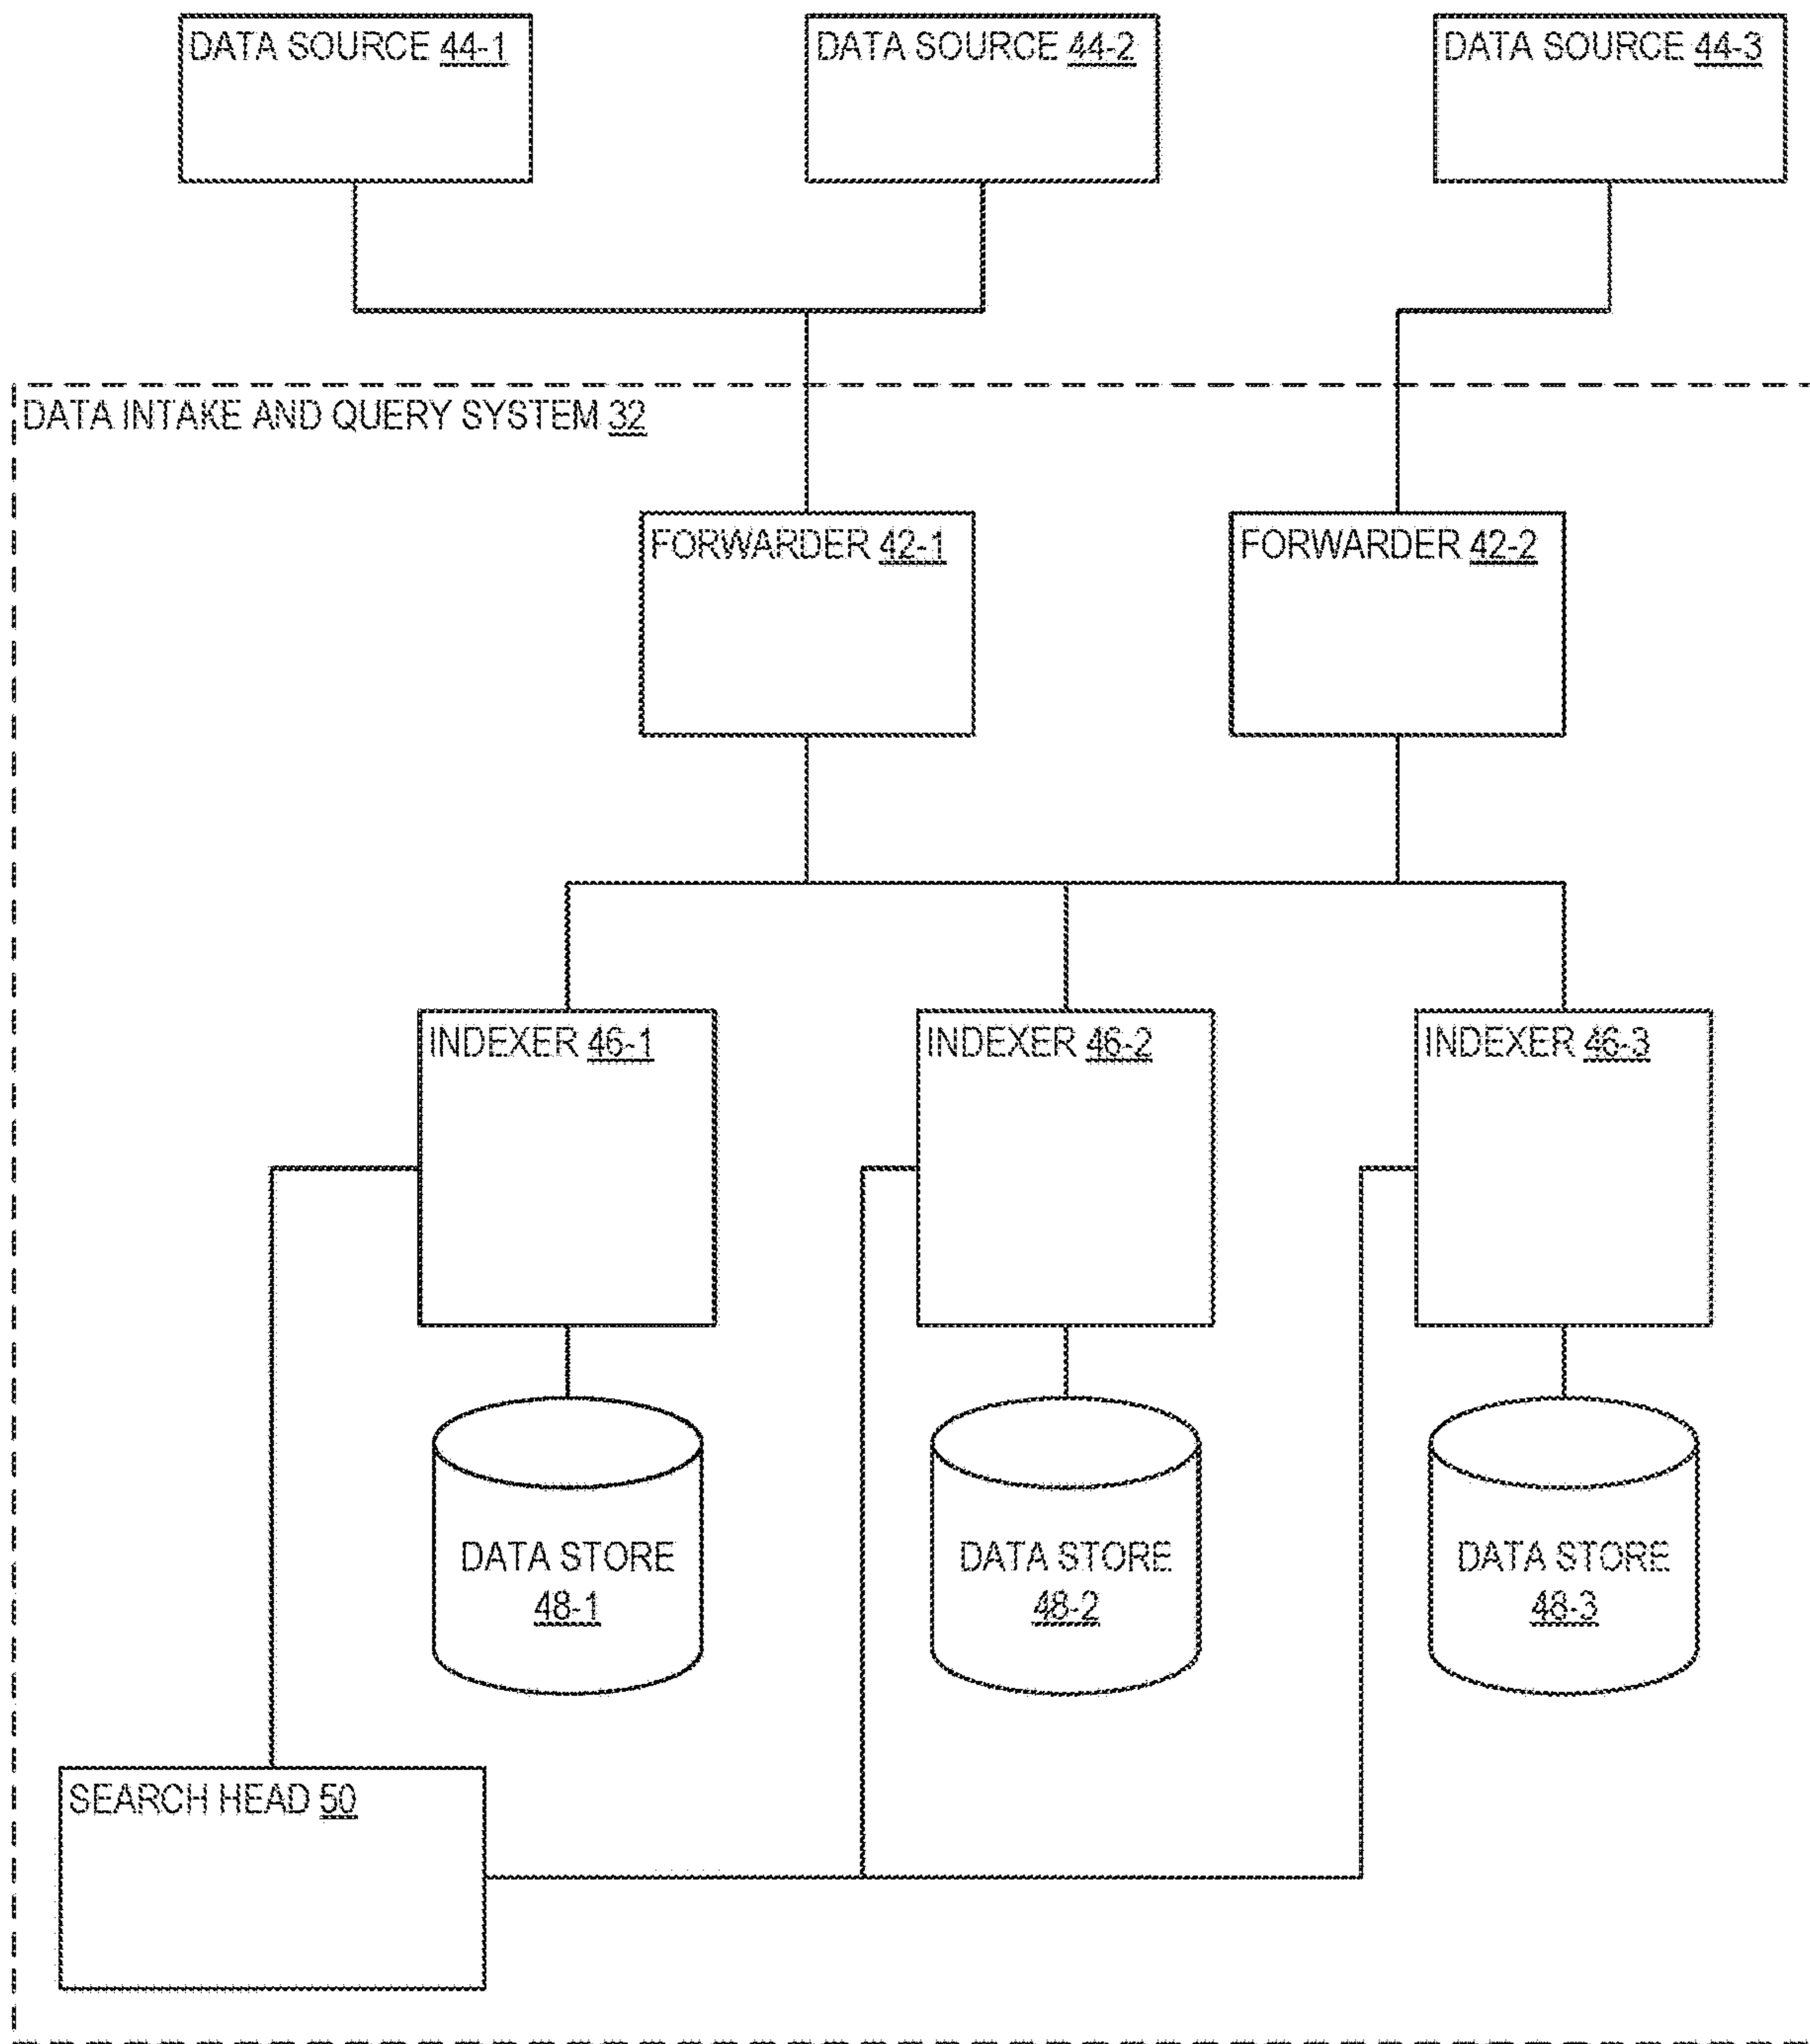 DATA SOURCE 44-1
DATA SOURCE 44-2
DATA SOURCE 44-3
DATA INTAKE AND QUERY SYSTEM 32
FORWARDER 42-1
FORWARDER 42-2
INDEXER 46-1
INDEXER 46-2
INDEXER 46-3
DATA STORE
48-1
DATA STORE
48-2
DATA STORE
48-3
SEARCH HEAD 50